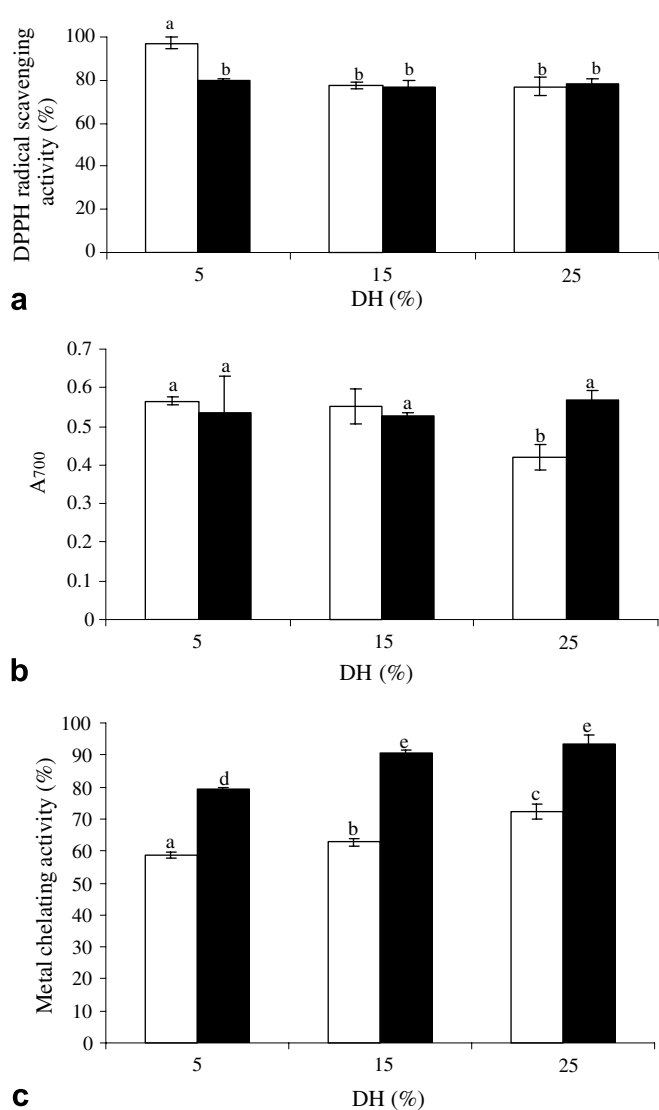 DPPH radical scavenging
activity (%)
100
80
60
40
20
0
a
b
b
b
b
b
5
15
25
DH (%)
a
A700
0.7
0.6
0.5
0.4
0.3
0.2
0.1
0
a
a
a
b
a
5
15
25
DH (%)
b
Metal chelating activity (%)
100
90
80
70
60
50
40
30
20
10
0
a
d
b
e
c
e
5
15
25
DH (%)
c